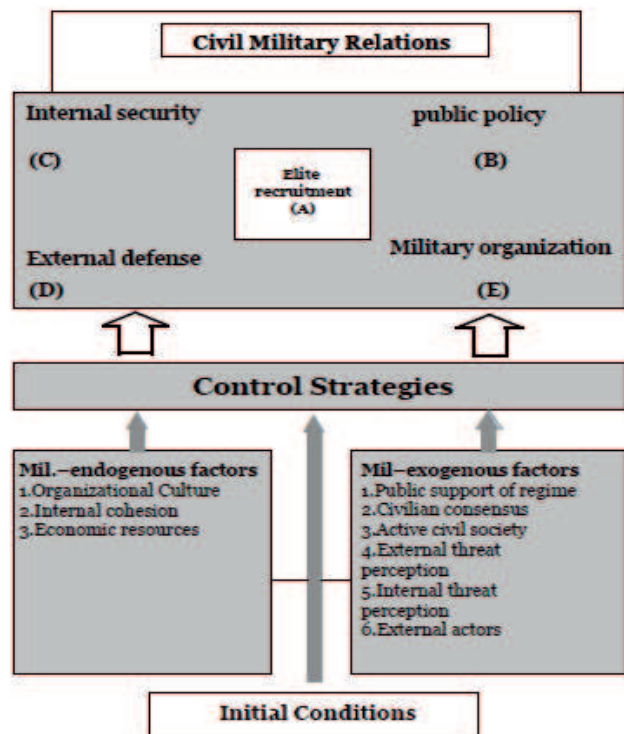 Civil Military Relations
Internal security
public policy
(C)
(B)
Elite
recruitment
(A)
External defense
Military organization
(D)
(E)
Control Strategies
Mil.–endogenous factors
1.Organizational Culture
2.Internal cohesion
3.Economic resources
Mil–exogenous factors
1.Public support of regime
2.Civilian consensus
3.Active civil society
4.External threat
perception
5.Internal threat
perception
6.External actors
Initial Conditions